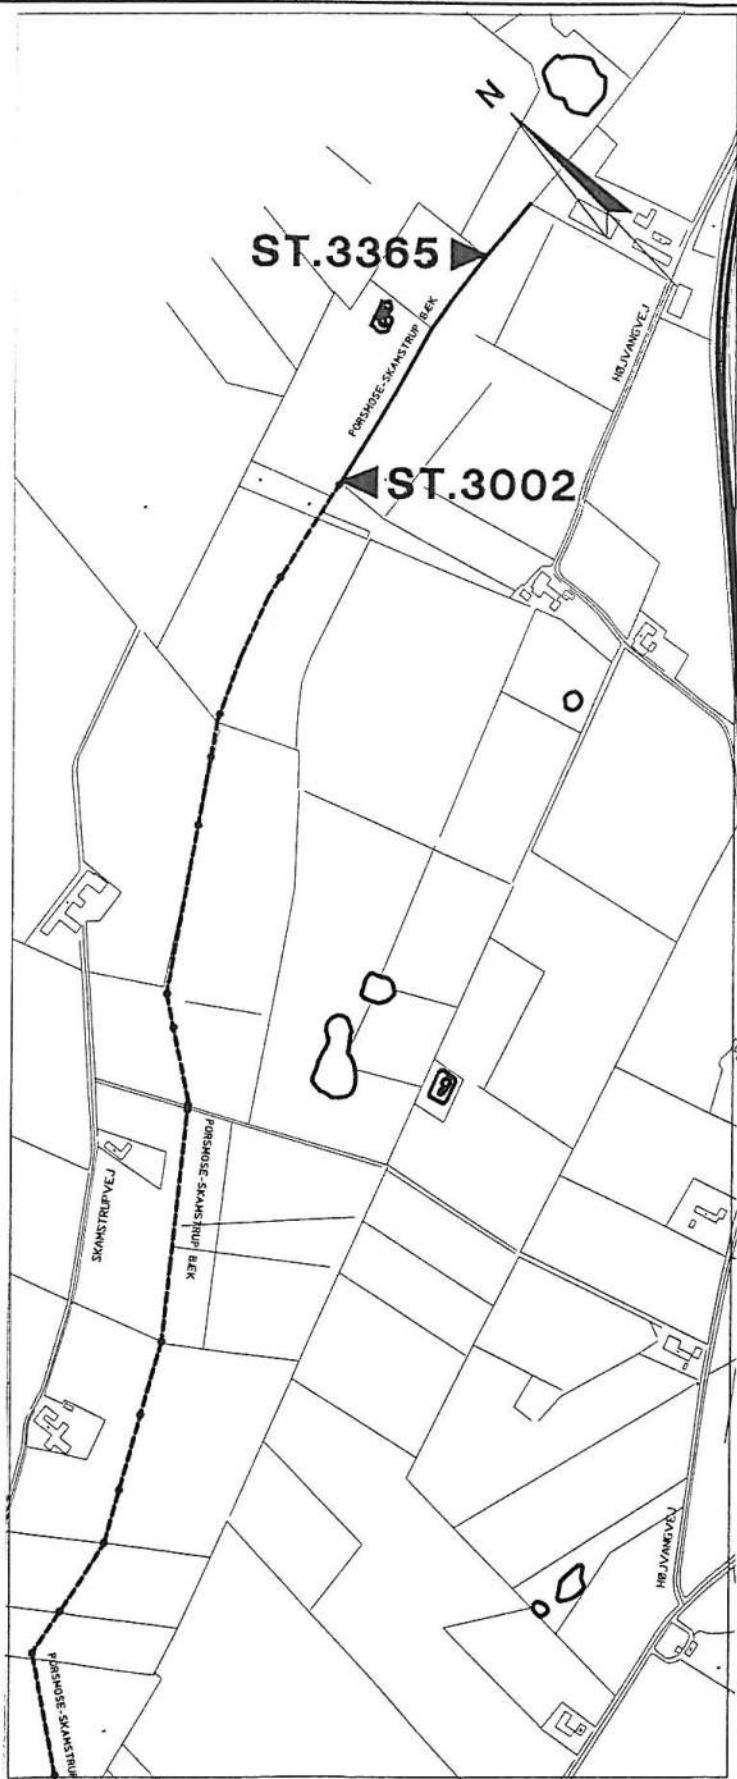 N
ST.3365
HØJVANGVEJ
PORSMOSE-SKAMSTRUP BÆK
ST.3002
PORSMOSE-SKAMSTRUP BÆK
SKAMSTRUPVEJ
HØJVANGVEJ
PORSMOSE-SKAMSTRUP